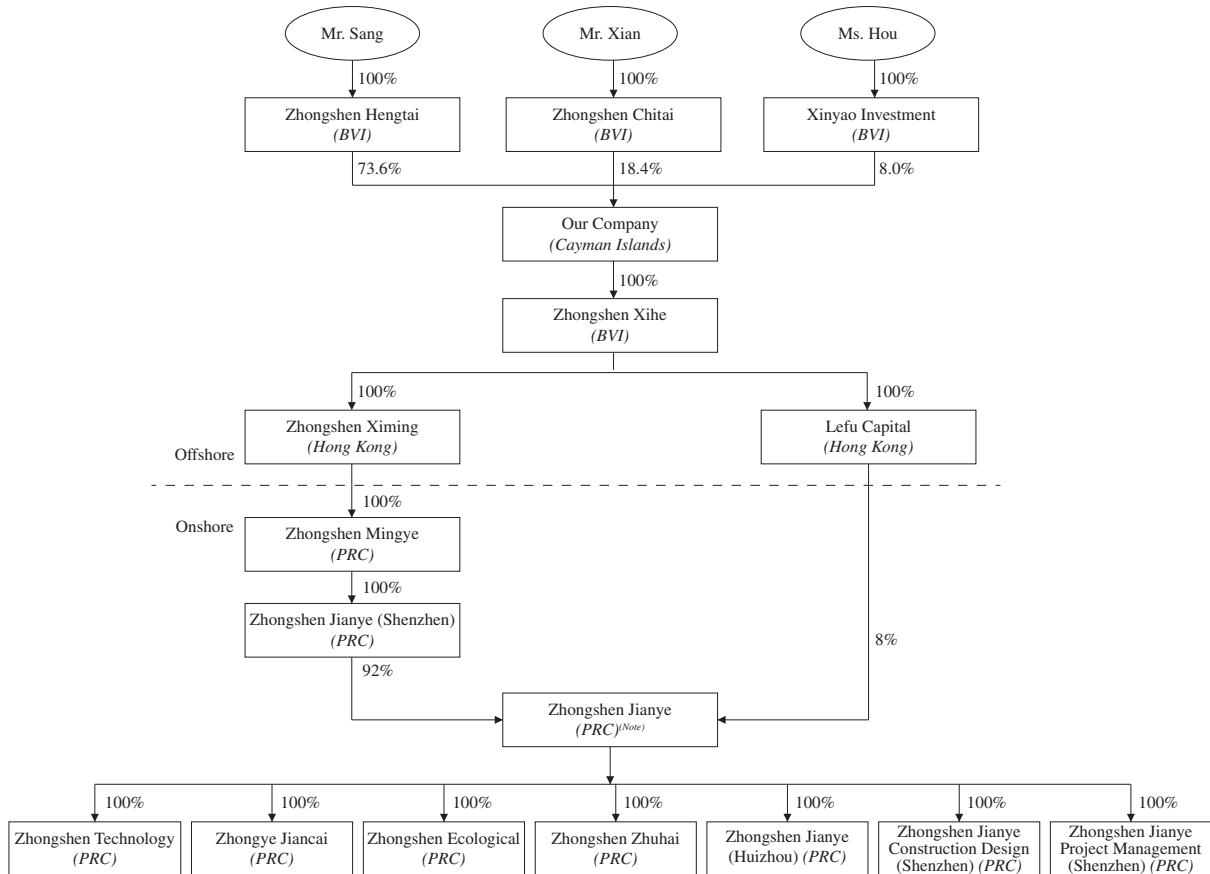 Mr. Sang
Mr. Xian
Ms. Hou
100%
100%
100%
Zhongshen Hengtai
(BVI)
Zhongshen Chitai
(BVI)
Xinyao Investment
(BVI)
73.6%
18.4%
8.0%
Our Company
(Cayman Islands)
100%
Zhongshen Xihe
(BVI)
100%
100%
Zhongshen Ximing
(Hong Kong)
Lefu Capital
(Hong Kong)
Offshore
100%
Onshore
Zhongshen Mingye
(PRC)
100%
Zhongshen Jianye (Shenzhen)
(PRC)
92%
8%
Zhongshen Jianye
(PRC)(Note)
100%
100%
100%
100%
100%
100%
100%
Zhongshen Technology
(PRC)
Zhongye Jiancai
(PRC)
Zhongshen Ecological
(PRC)
Zhongshen Zhuhai
(PRC)
Zhongshen Jianye
(Huizhou) (PRC)
Zhongshen Jianye
Construction Design
(Shenzhen) (PRC)
Zhongshen Jianye
Project Management
(Shenzhen) (PRC)